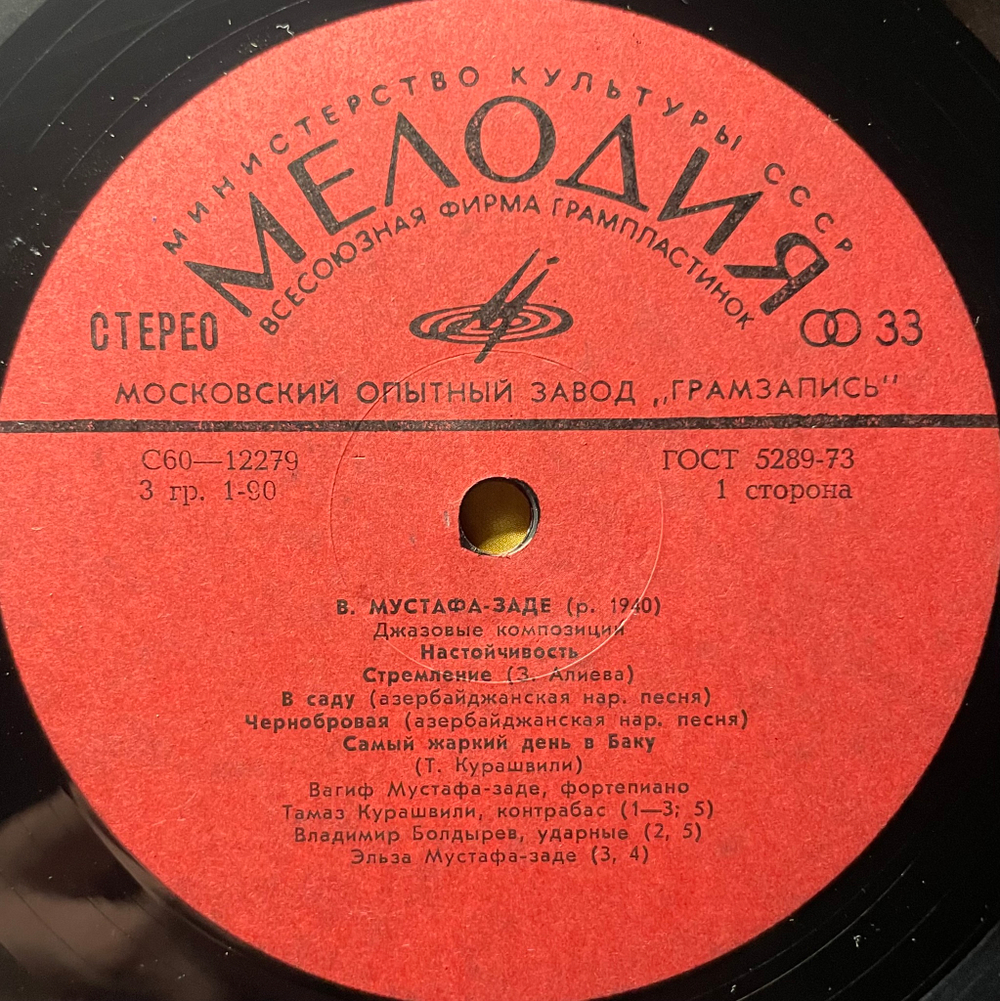 МИНИСТЕРСТВО КУЛЬТУРЫ СССР
МЕЛОДИЯ
ВСЕСОЮЗНАЯ ФИРМА ГРАМПЛАСТИНОК
СТЕРЕО
33
МОСКОВСКИЙ ОПЫТНЫЙ ЗАВОД „ГРАМЗАПИСЬ"
С60—12279
ГОСТ 5289-73
3 гр. 1-90
1 сторона
В. МУСТАФА-ЗАДЕ (р. 1940)
Джазовые композиции
Настойчивость
Стремление (З. Алиева)
В саду (азербайджанская нар. песня)
Чернобровая (азербайджанская нар. песня)
Самый жаркий день в Баку
(Т. Курашвили)
Вагиф Мустафа-заде, фортепиано
Тамаз Курашвили, контрабас (1—3; 5)
Владимир Болдырев, ударные (2, 5)
Эльза Мустафа-заде (3, 4)